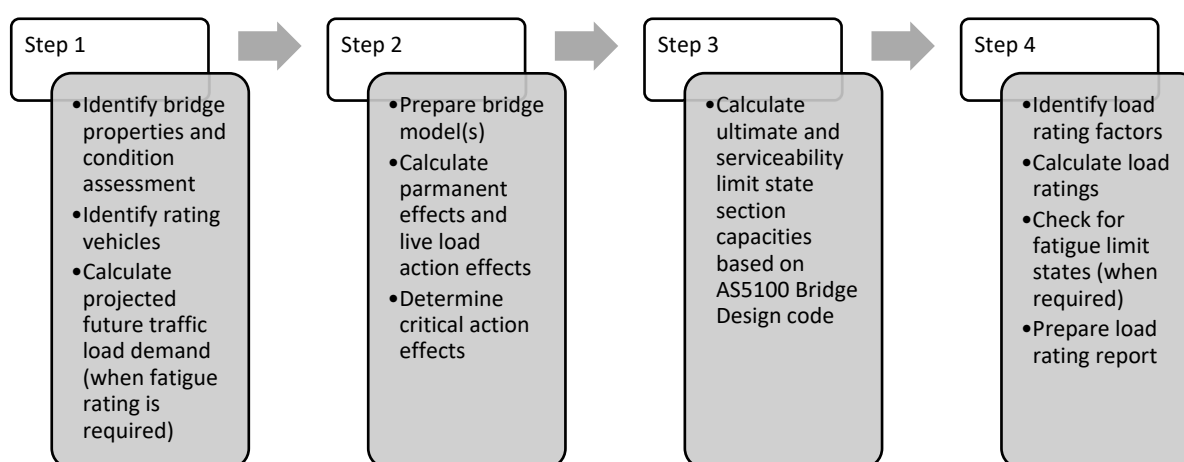 Step 1
•Identify bridge
properties and
condition
assessment
•Identify rating
vehicles
•Calculate
projected
future traffic
load demand
(when fatigue
rating is
required)
Step 2
•Prepare bridge
model(s)
•Calculate
parmanent
effects and
live load
action effects
•Determine
critical action
effects
Step 3
•Calculate
ultimate and
serviceability
limit state
section
capacities
based on
AS5100 Bridge
Design code
Step 4
•Identify load
rating factors
•Calculate load
ratings
•Check for
fatigue limit
states (when
required)
•Prepare load
rating report